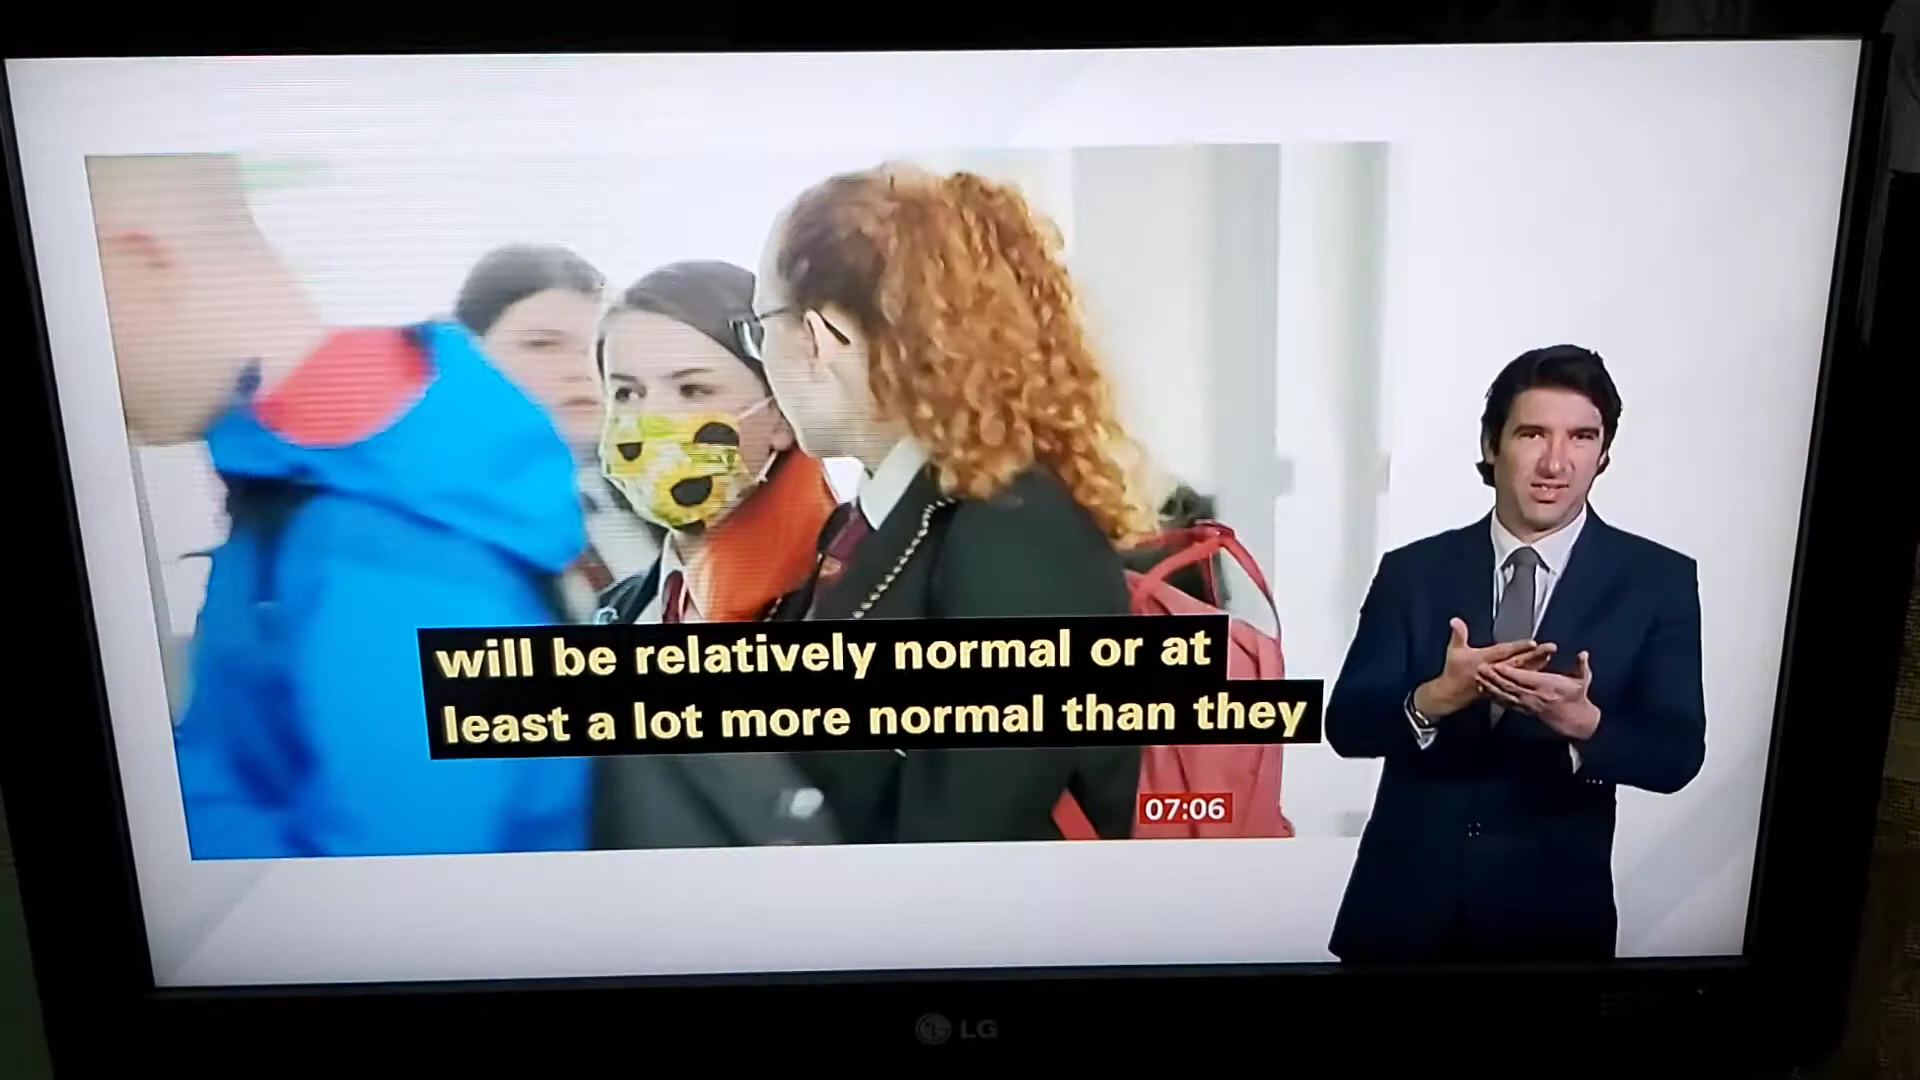 will be relatively normal or at
least a lot more normal than they
07:06
LG